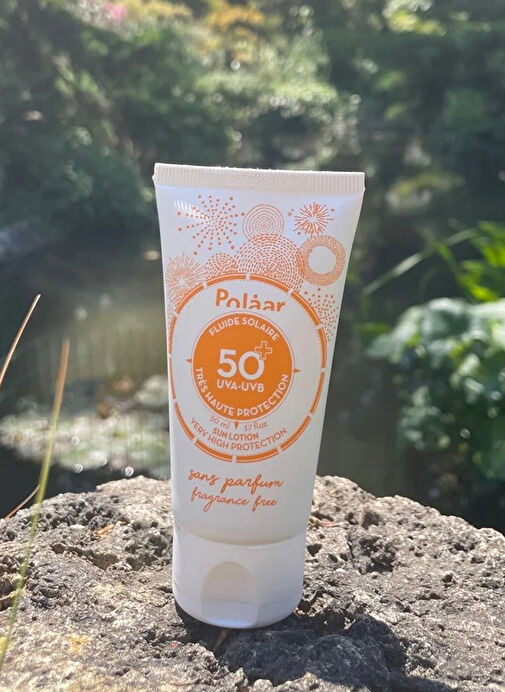 Polåar
FLUIDE SOLAIRE
50+
UVA-UVB
TRÈS HAUTE PROTECTION
50 ml 1.7 fl.oz
SUN LOTION
VERY HIGH PROTECTION
sans parfum
fragrance free